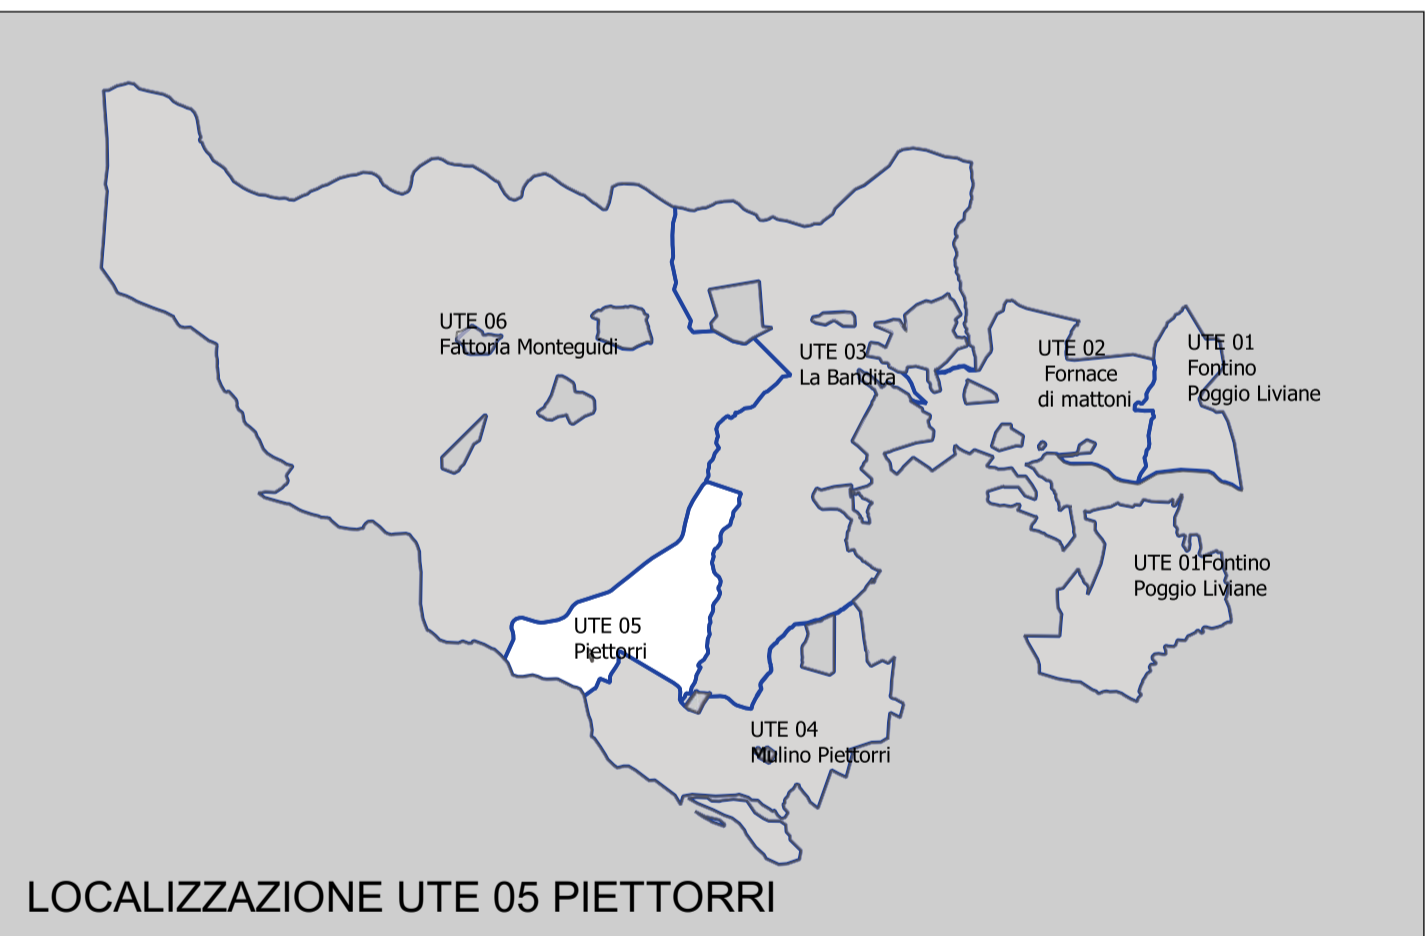 UTE 06
Fattoria Monteguidi
UTE 03
La Bandita
UTE 02
Fornace
di mattoni
UTE 01
Fontino
Poggio Liviane
UTE 01Fontino
Poggio Liviane
UTE 05
Piettorri
UTE 04
Mulino Piettorri
LOCALIZZAZIONE UTE 05 PIETTORRI